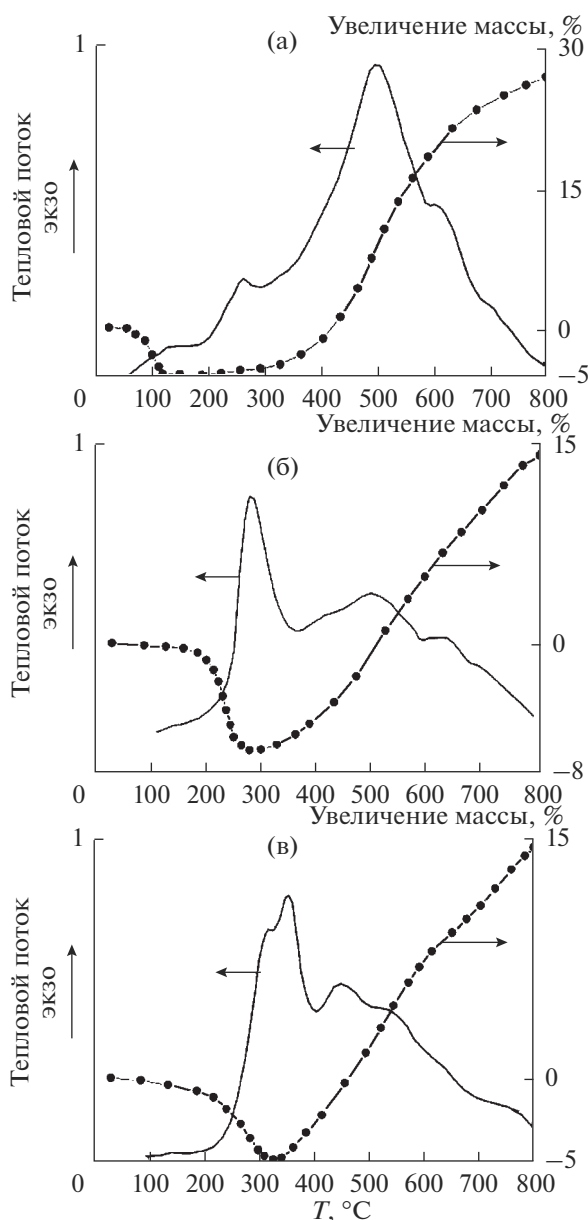 Увеличение массы, %
(а)
1
30
Тепловой поток
экзо
15
0
−5
0 100 200 300 400 500 600 700 800
Увеличение массы, %
(б)
1
15
Тепловой поток
экзо
0
−8
0 100 200 300 400 500 600 700 800
Увеличение массы, %
(в)
1
15
Тепловой поток
экзо
0
−5
0 100 200 300 400 500 600 700 800
T, °C